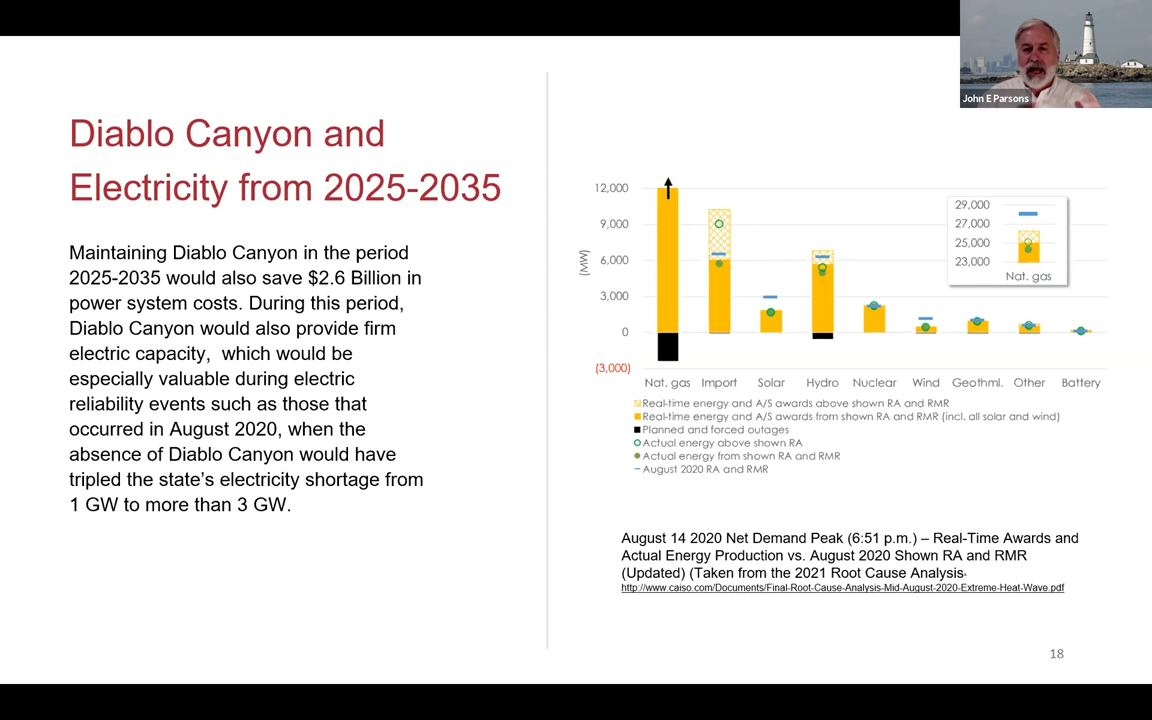 John E Parsons
Diablo Canyon and
Electricity from 2025-2035
Maintaining Diablo Canyon in the period
2025-2035 would also save $2.6 Billion in
power system costs. During this period,
Diablo Canyon would also provide firm
electric capacity, which would be
especially valuable during electric
reliability events such as those that
occurred in August 2020, when the
absence of Diablo Canyon would have
tripled the state's electricity shortage from
1 GW to more than 3 GW.
(MW)
12,000
9,000
6,000
3,000
0
(3,000)
29,000
27,000
25,000
23,000
Nat. gas
Nat. gas Import Solar Hydro Nuclear Wind Geothml. Other Battery
Real-time energy and A/S awards above shown RA and RMR
Real-time energy and A/S awards from shown RA and RMR (incl. all solar and wind)
Planned and forced outages
Actual energy above shown RA
Actual energy from shown RA and RMR
August 2020 RA and RMR
August 14 2020 Net Demand Peak (6:51 p.m.) – Real-Time Awards and
Actual Energy Production vs. August 2020 Shown RA and RMR
(Updated) (Taken from the 2021 Root Cause Analysis-
http://www.caiso.com/Documents/Final-Root-Cause-Analysis-Mid-August-2020-Extreme-Heat-Wave.pdf
18